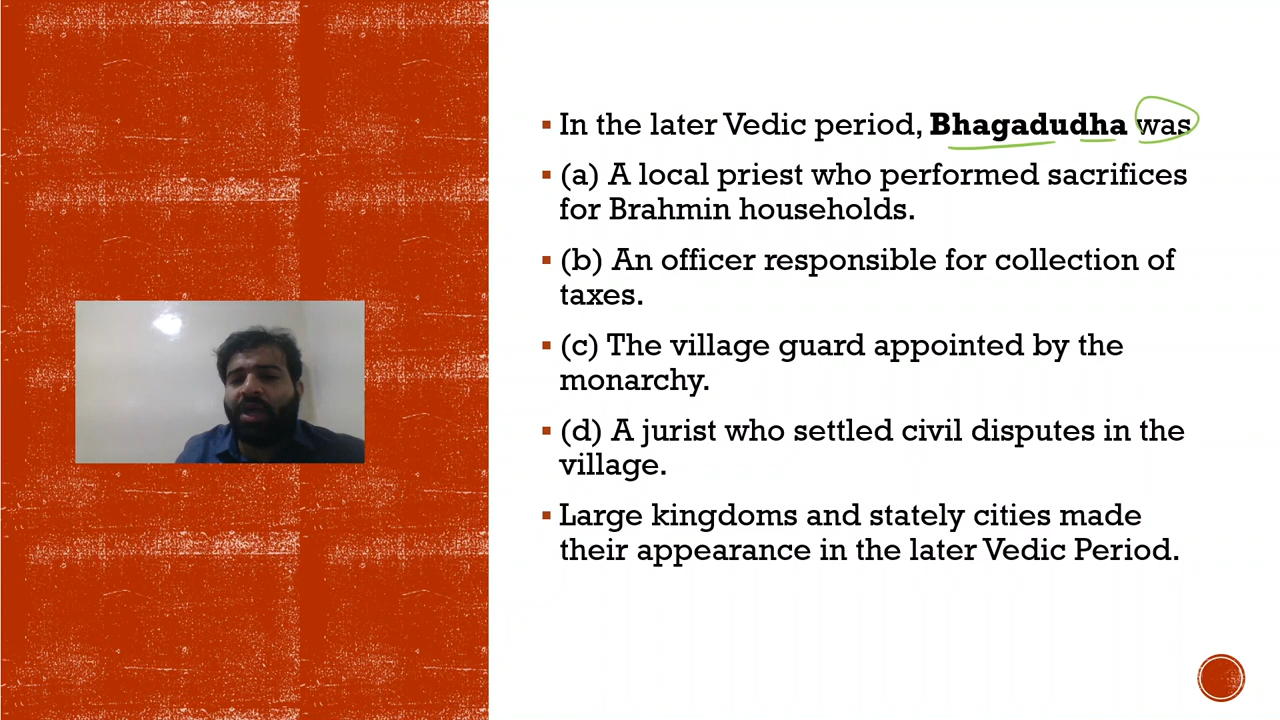 In the later Vedic period, Bhagadudha was
(a) A local priest who performed sacrifices
for Brahmin households.
(b) An officer responsible for collection of
taxes.
(c) The village guard appointed by the
monarchy.
(d) A jurist who settled civil disputes in the
village.
Large kingdoms and stately cities made
their appearance in the later Vedic Period.